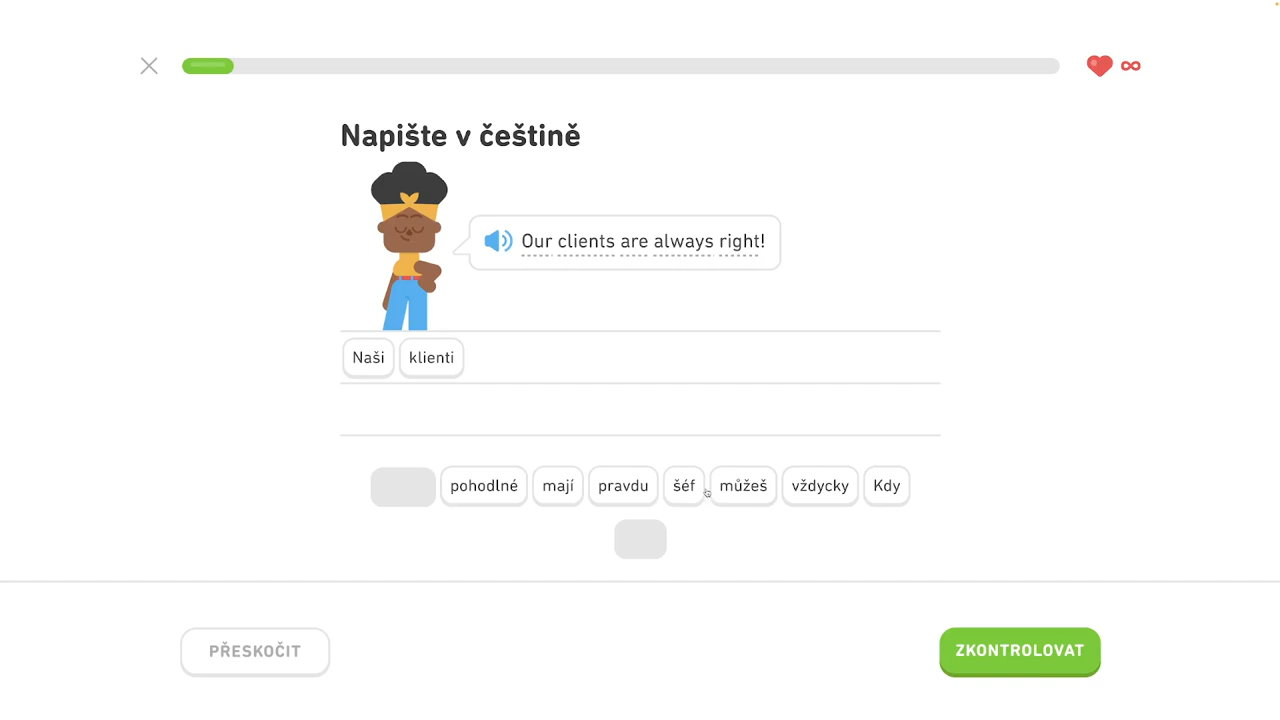 ∞
Napište v češtině
Our clients are always right!
Naši klienti
pohodlné mají pravdu šéf můžeš vždycky Kdy
PŘESKOČIT
ZKONTROLOVAT